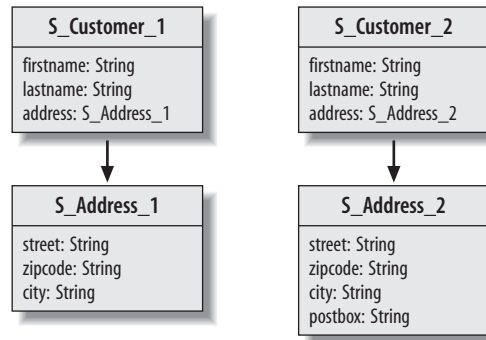 S_Customer_1
firstname: String
lastname: String
address: S_Address_1
S_Address_1
street: String
zipcode: String
city: String
S_Customer_2
firstname: String
lastname: String
address: S_Address_2
S_Address_2
street: String
zipcode: String
city: String
postbox: String